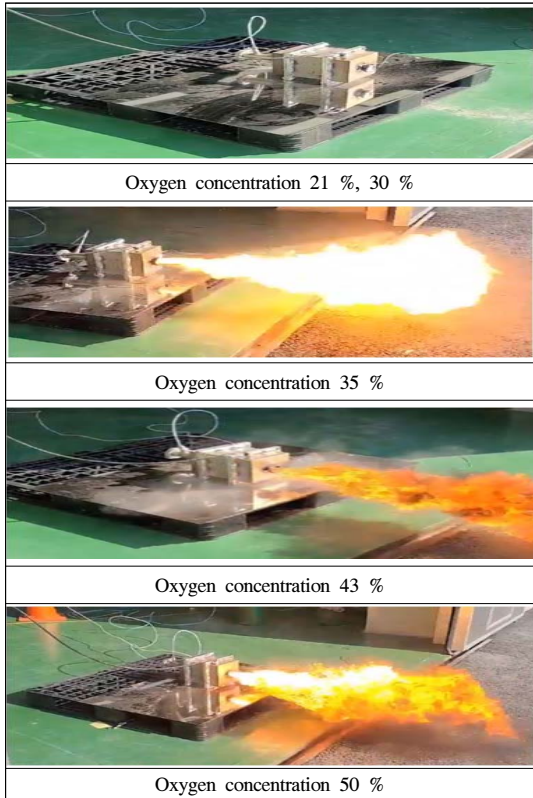 Oxygen concentration 21 %, 30 %
Oxygen concentration 35 %
Oxygen concentration 43 %
Oxygen concentration 50 %